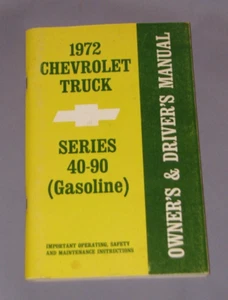 1972
CHEVROLET
TRUCK
SERIES
40-90
(Gasoline)
IMPORTANT OPERATING, SAFETY
AND MAINTENANCE INSTRUCTIONS
OWNER'S & DRIVER'S MANUAL